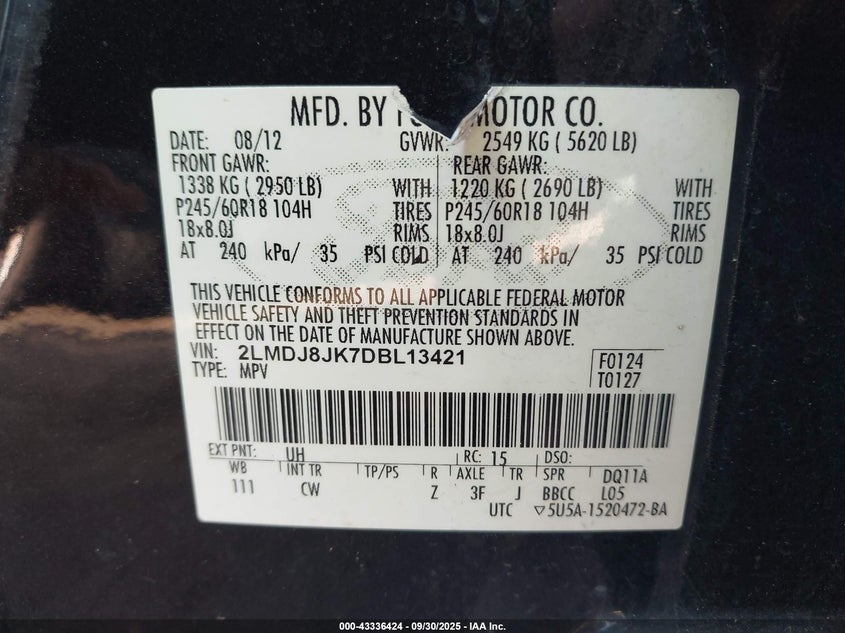 MFD. BY MOTOR CO.
DATE: 08/12 GVWR: 2549 KG ( 5620 LB)
FRONT GAWR: REAR GAWR:
1338 KG ( 2950 LB) WITH 1220 KG ( 2690 LB) WITH
P245/60R18 104H TIRES P245/60R18 104H TIRES
18x8.0J RIMS 18x8.0J RIMS
AT 240 kPa/ 35 PSI COLD AT 240 kPa/ 35 PSI COLD
THIS VEHICLE CONFORMS TO ALL APPLICABLE FEDERAL MOTOR
VEHICLE SAFETY AND THEFT PREVENTION STANDARDS IN
EFFECT ON THE DATE OF MANUFACTURE SHOWN ABOVE.
VIN: 2LMDJ8JK7DBL13421
TYPE: MPV
F0124
T0127
EXT PNT: UH RC: 15 DSO:
WB INT TR TP/PS R AXLE TR SPR DQ11A
111 CW Z 3F J BBCC L05
UTC ▽5U5A-1520472-BA
000-43336424 - 09/30/2025 - IAA Inc.